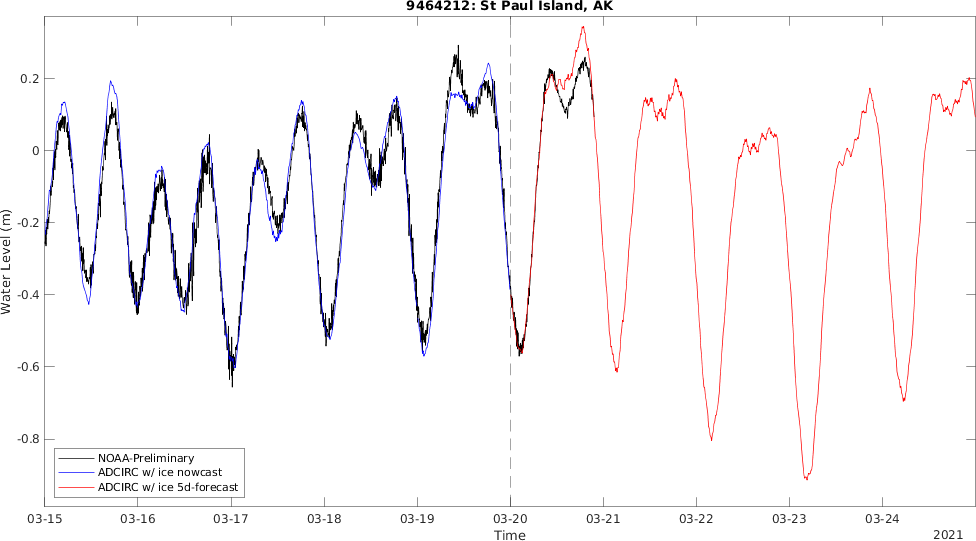 9464212: St Paul Island, AK
Water Level (m)
0.2
0
-0.2
-0.4
-0.6
-0.8
NOAA-Preliminary
ADCIRC w/ ice nowcast
ADCIRC w/ ice 5d-forecast
03-15 03-16 03-17 03-18 03-19 03-20 03-21 03-22 03-23 03-24
Time
2021